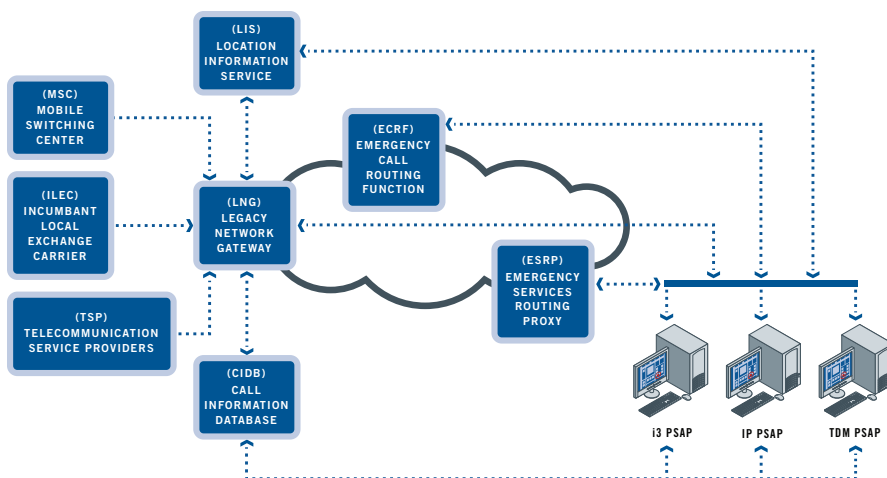 (LIS)
LOCATION
INFORMATION
SERVICE
(MSC)
MOBILE
SWITCHING
CENTER
(ECRF)
EMERGENCY
CALL
ROUTING
FUNCTION
(ILEC)
INCUMBANT
LOCAL
EXCHANGE
CARRIER
(LNG)
LEGACY
NETWORK
GATEWAY
(ESRP)
EMERGENCY
SERVICES
ROUTING
PROXY
(TSP)
TELECOMMUNICATION
SERVICE PROVIDERS
(CIDB)
CALL
INFORMATION
DATABASE
i3 PSAP
IP PSAP
TDM PSAP